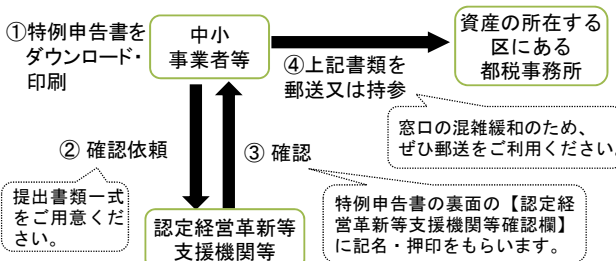 ①特例申告書を
ダウンロード・
印刷
中小
事業者等
④上記書類を
郵送又は持参
資産の所在する
区にある
都税事務所
窓口の混雑緩和のため、
ぜひ郵送をご利用ください。
② 確認依頼
③ 確認
提出書類一式
をご用意くだ
さい。
認定経営革新等
支援機関等
特例申告書の裏面の【認定経
営革新等支援機関等確認欄】
に記名・押印をもらいます。